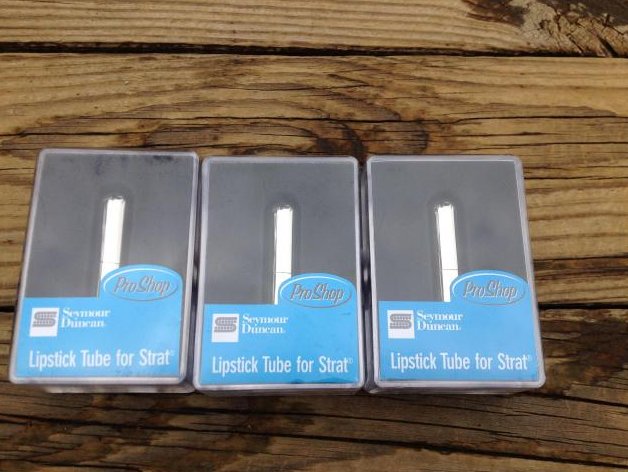 ProShop
Seymour
Duncan.
Lipstick Tube for Strat®
ProShop
Seymour
Duncan.
Lipstick Tube for Strat®
ProShop
Seymour
Duncan.
Lipstick Tube for Strat®